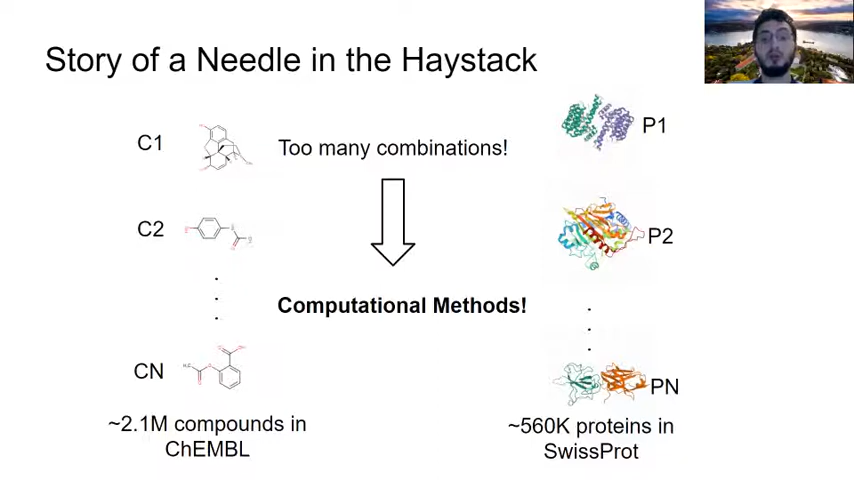 Story of a Needle in the Haystack
C1
Too many combinations!
P1
C2
P2
Computational Methods!
CN
PN
~2.1M compounds in
ChEMBL
~560K proteins in
SwissProt